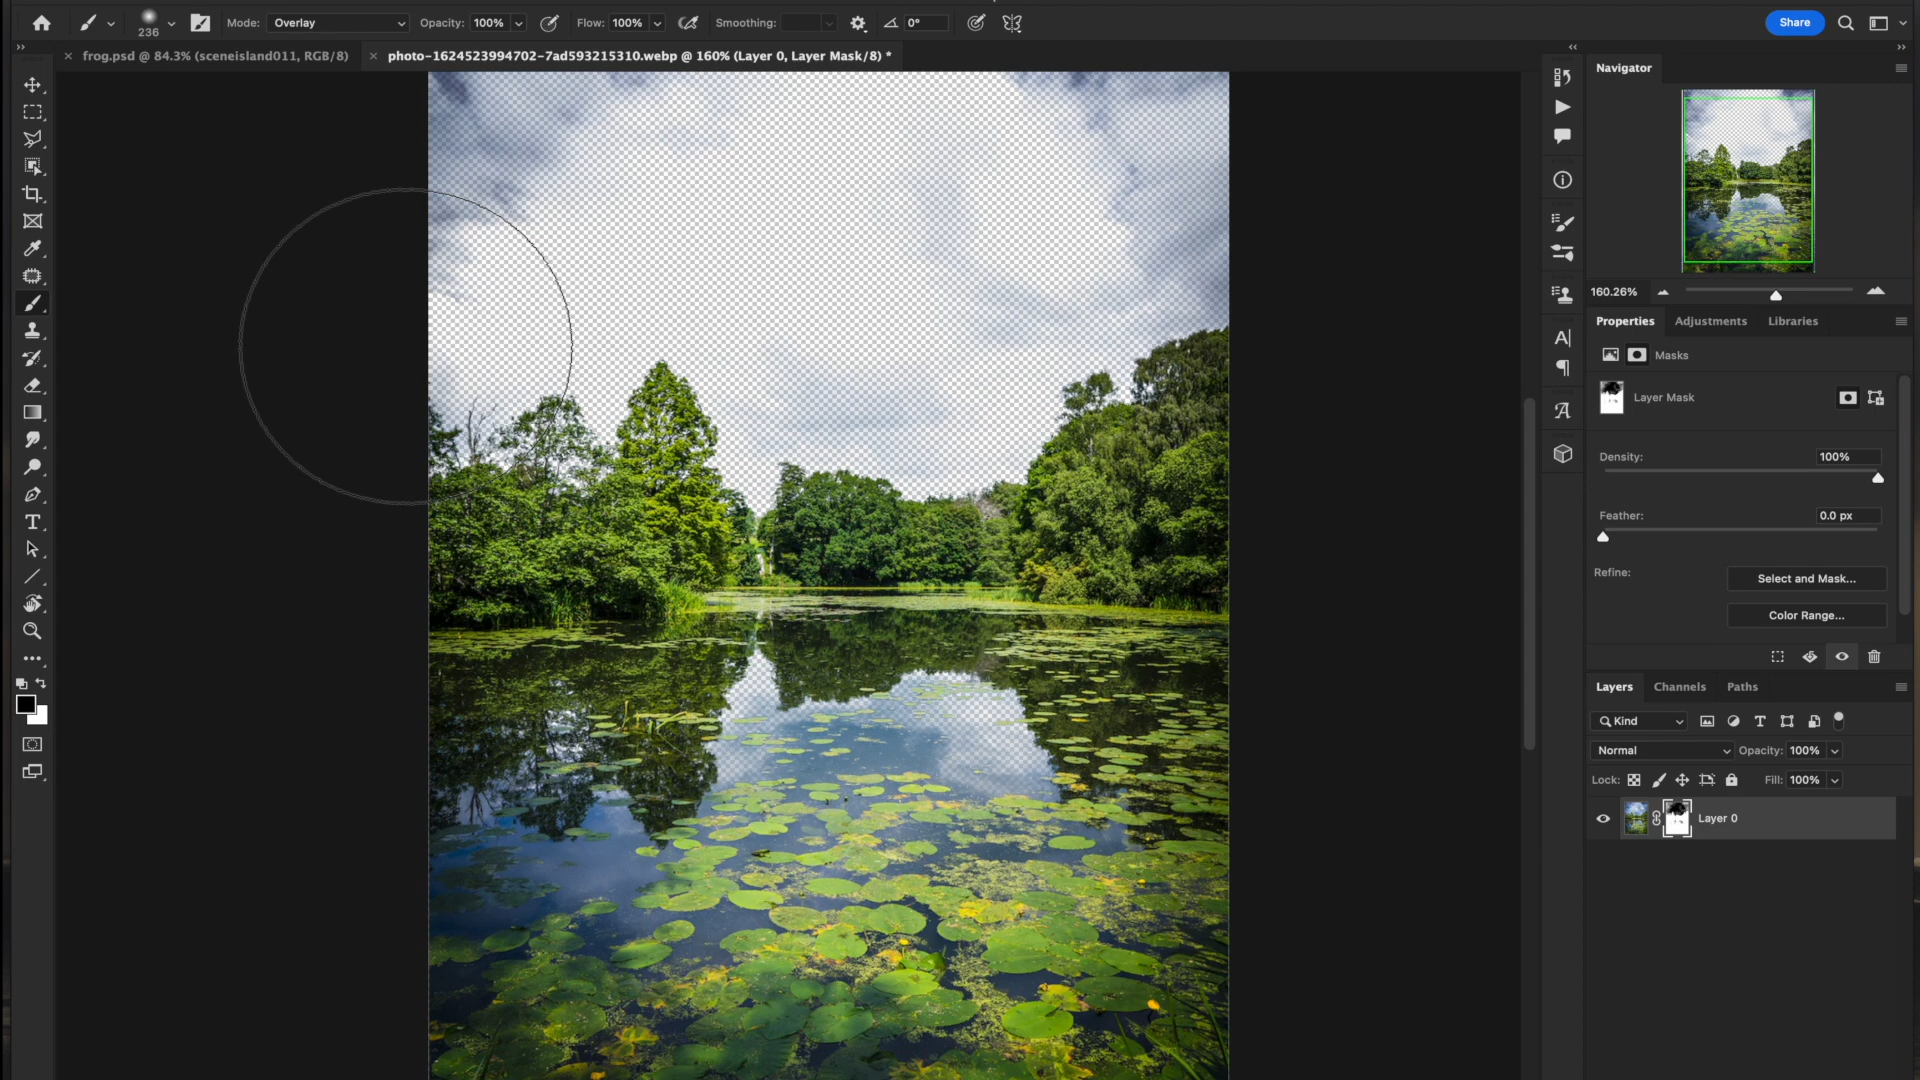 236
Mode: Overlay
Opacity: 100%
Flow: 100%
Smoothing:
0°
Share
frog.psd @ 84.3% (sceneisland011, RGB/8)
photo-1624523994702-7ad593215310.webp @ 160% (Layer 0, Layer Mask/8) *
Navigator
160.26%
Properties
Adjustments
Libraries
Masks
Layer Mask
Density: 100%
Feather: 0.0 px
Refine:
Select and Mask...
Color Range...
Layers
Channels
Paths
Kind
Normal
Opacity: 100%
Lock:
Fill: 100%
Layer 0